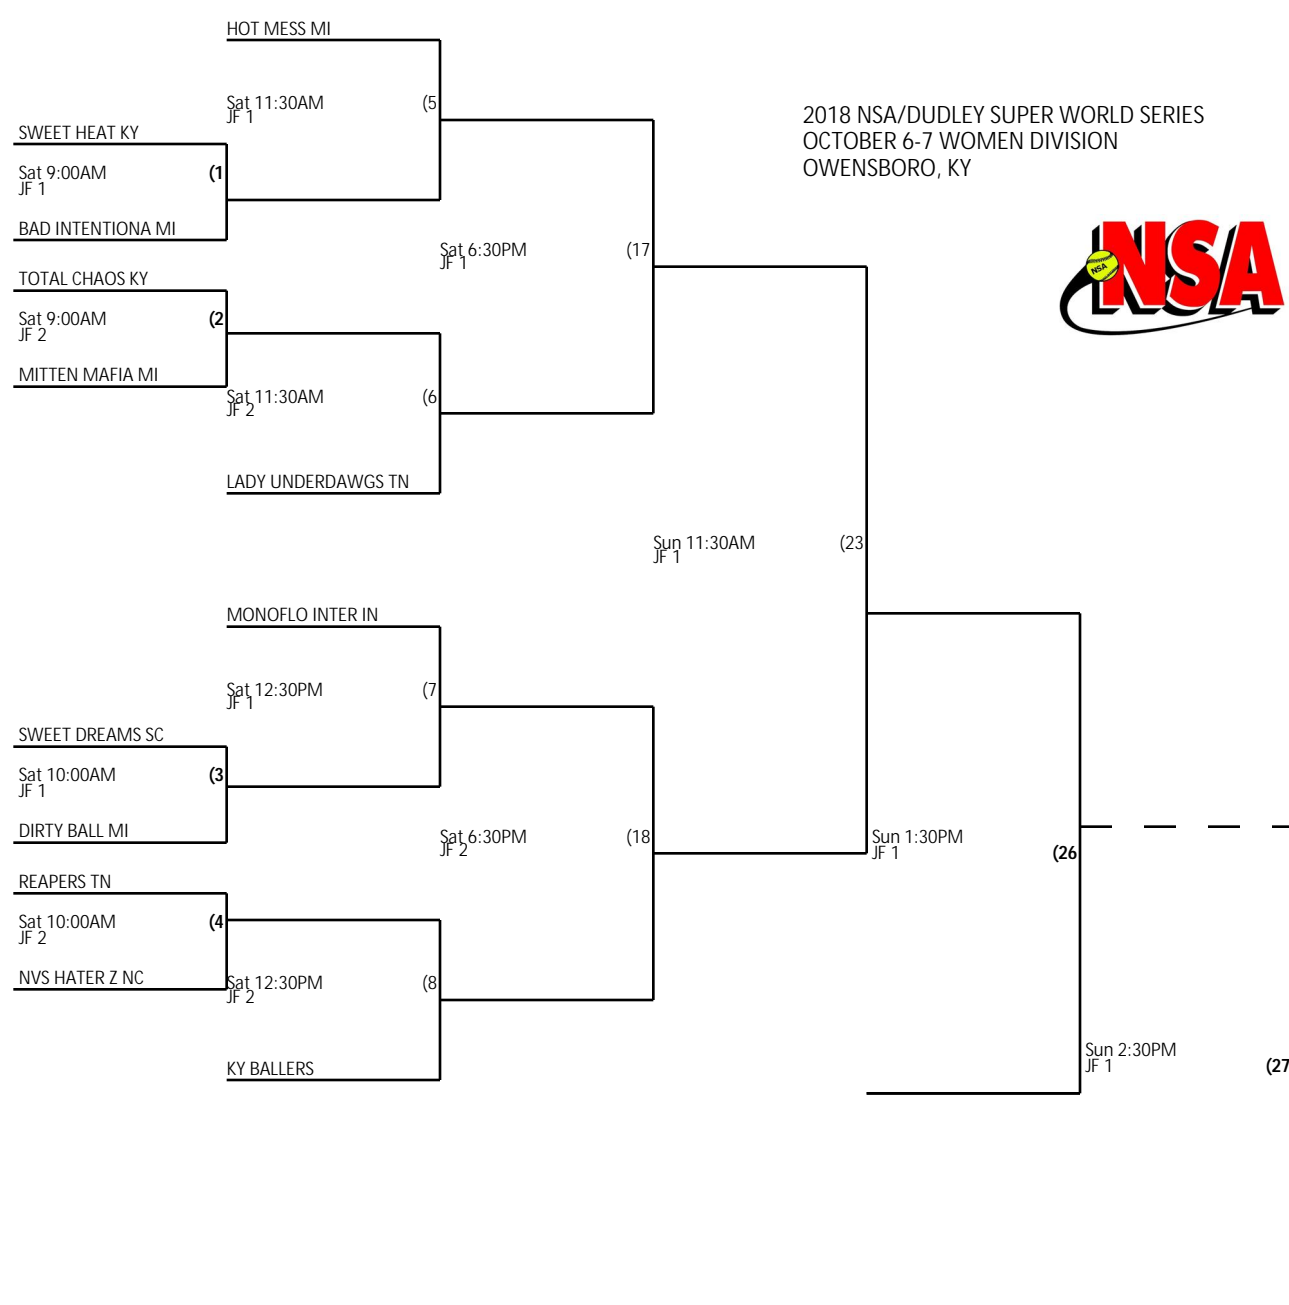 HOT MESS MI
Sat 11:30AM (5
JF 1
2018 NSA/DUDLEY SUPER WORLD SERIES
OCTOBER 6-7 WOMEN DIVISION
OWENSBORO, KY
SWEET HEAT KY
Sat 9:00AM (1
JF 1
BAD INTENTIONA MI
Sat 6:30PM (17
JF 1
NSA
NSA
TOTAL CHAOS KY
Sat 9:00AM (2
JF 2
MITTEN MAFIA MI
Sat 11:30AM (6
JF 2
LADY UNDERDAWGS TN
Sun 11:30AM (23
JF 1
MONOFLO INTER IN
Sat 12:30PM (7
JF 1
SWEET DREAMS SC
Sat 10:00AM (3
JF 1
DIRTY BALL MI
Sat 6:30PM (18
JF 2
Sun 1:30PM (26
JF 1
REAPERS TN
Sat 10:00AM (4
JF 2
NVS HATER Z NC
Sat 12:30PM (8
JF 2
KY BALLERS
Sun 2:30PM (27
JF 1